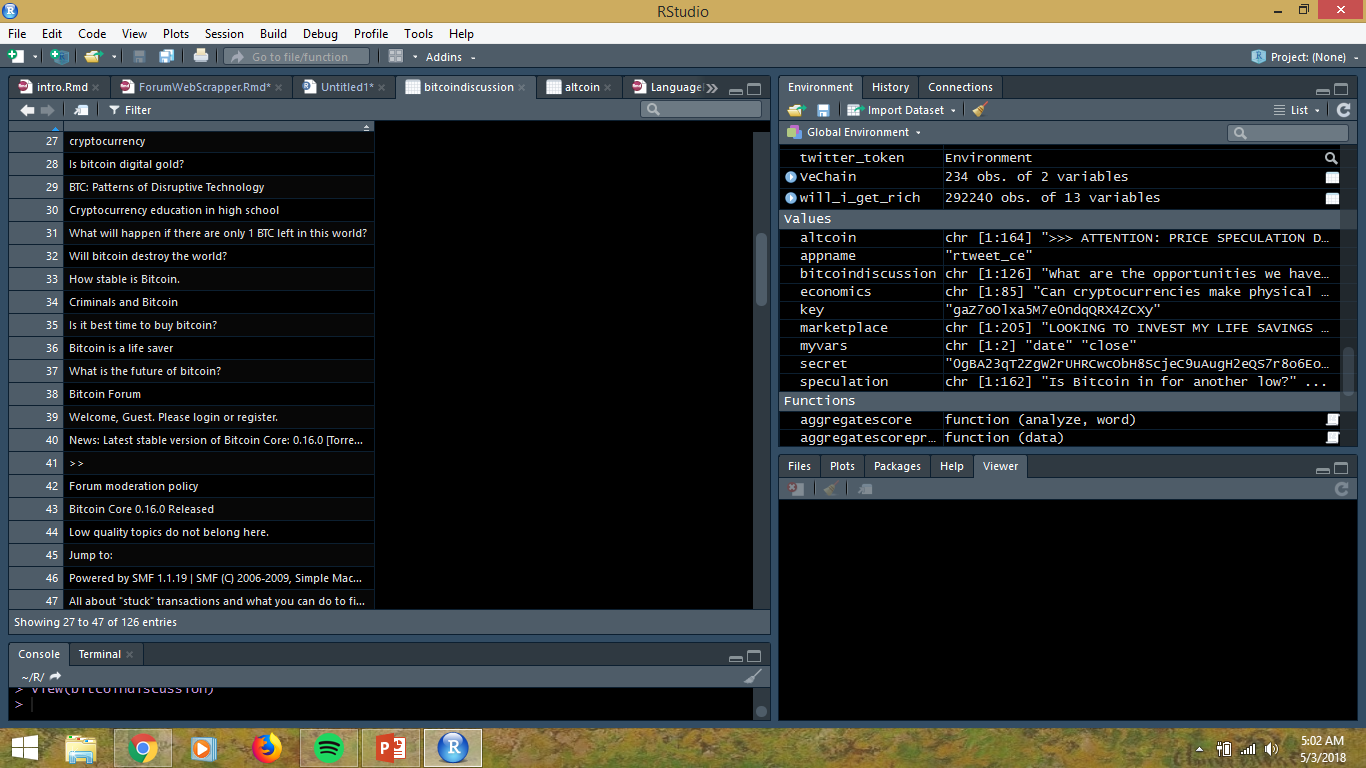 RStudio
File Edit Code View Plots Session Build Debug Profile Tools Help
Go to file/function Addins Project: (None)
intro.Rmd ForumWebScrapper.Rmd* Untitled1* bitcoindiscussion altcoin Language
Filter
27 cryptocurrency
28 Is bitcoin digital gold?
29 BTC: Patterns of Disruptive Technology
30 Cryptocurrency education in high school
31 What will happen if there are only 1 BTC left in this world?
32 Will bitcoin destroy the world?
33 How stable is Bitcoin.
34 Criminals and Bitcoin
35 Is it best time to buy bitcoin?
36 Bitcoin is a life saver
37 What is the future of bitcoin?
38 Bitcoin Forum
39 Welcome, Guest. Please login or register.
40 News: Latest stable version of Bitcoin Core: 0.16.0 [Torre...
41 >>
42 Forum moderation policy
43 Bitcoin Core 0.16.0 Released
44 Low quality topics do not belong here.
45 Jump to:
46 Powered by SMF 1.1.19 | SMF (C) 2006-2009, Simple Mac...
47 All about "stuck" transactions and what you can do to fi...
Showing 27 to 47 of 126 entries
Console Terminal
~/R/
> View(bitcoindiscussion)
>
Environment History Connections
Import Dataset List
Global Environment
twitter_token Environment
VeChain 234 obs. of 2 variables
will_i_get_rich 292240 obs. of 13 variables
Values
altcoin chr [1:164] ">>> ATTENTION: PRICE SPECULATION D…
appname "rtweet_ce"
bitcoindiscussion chr [1:126] "What are the opportunities we have…
economics chr [1:85] "Can cryptocurrencies make physical …
key "gaZ7oOlxa5M7e0ndqQRX4ZCXy"
marketplace chr [1:205] "LOOKING TO INVEST MY LIFE SAVINGS …
myvars chr [1:2] "date" "close"
secret "OgBA23qT2ZgW2rUHRCwcObH8ScjeC9uAugH2eQS7r8o6Eo…
speculation chr [1:162] "Is Bitcoin in for another low?" ...
Functions
aggregatescore function (analyze, word)
aggregatescorepr… function (data)
Files Plots Packages Help Viewer
5:02 AM
5/3/2018